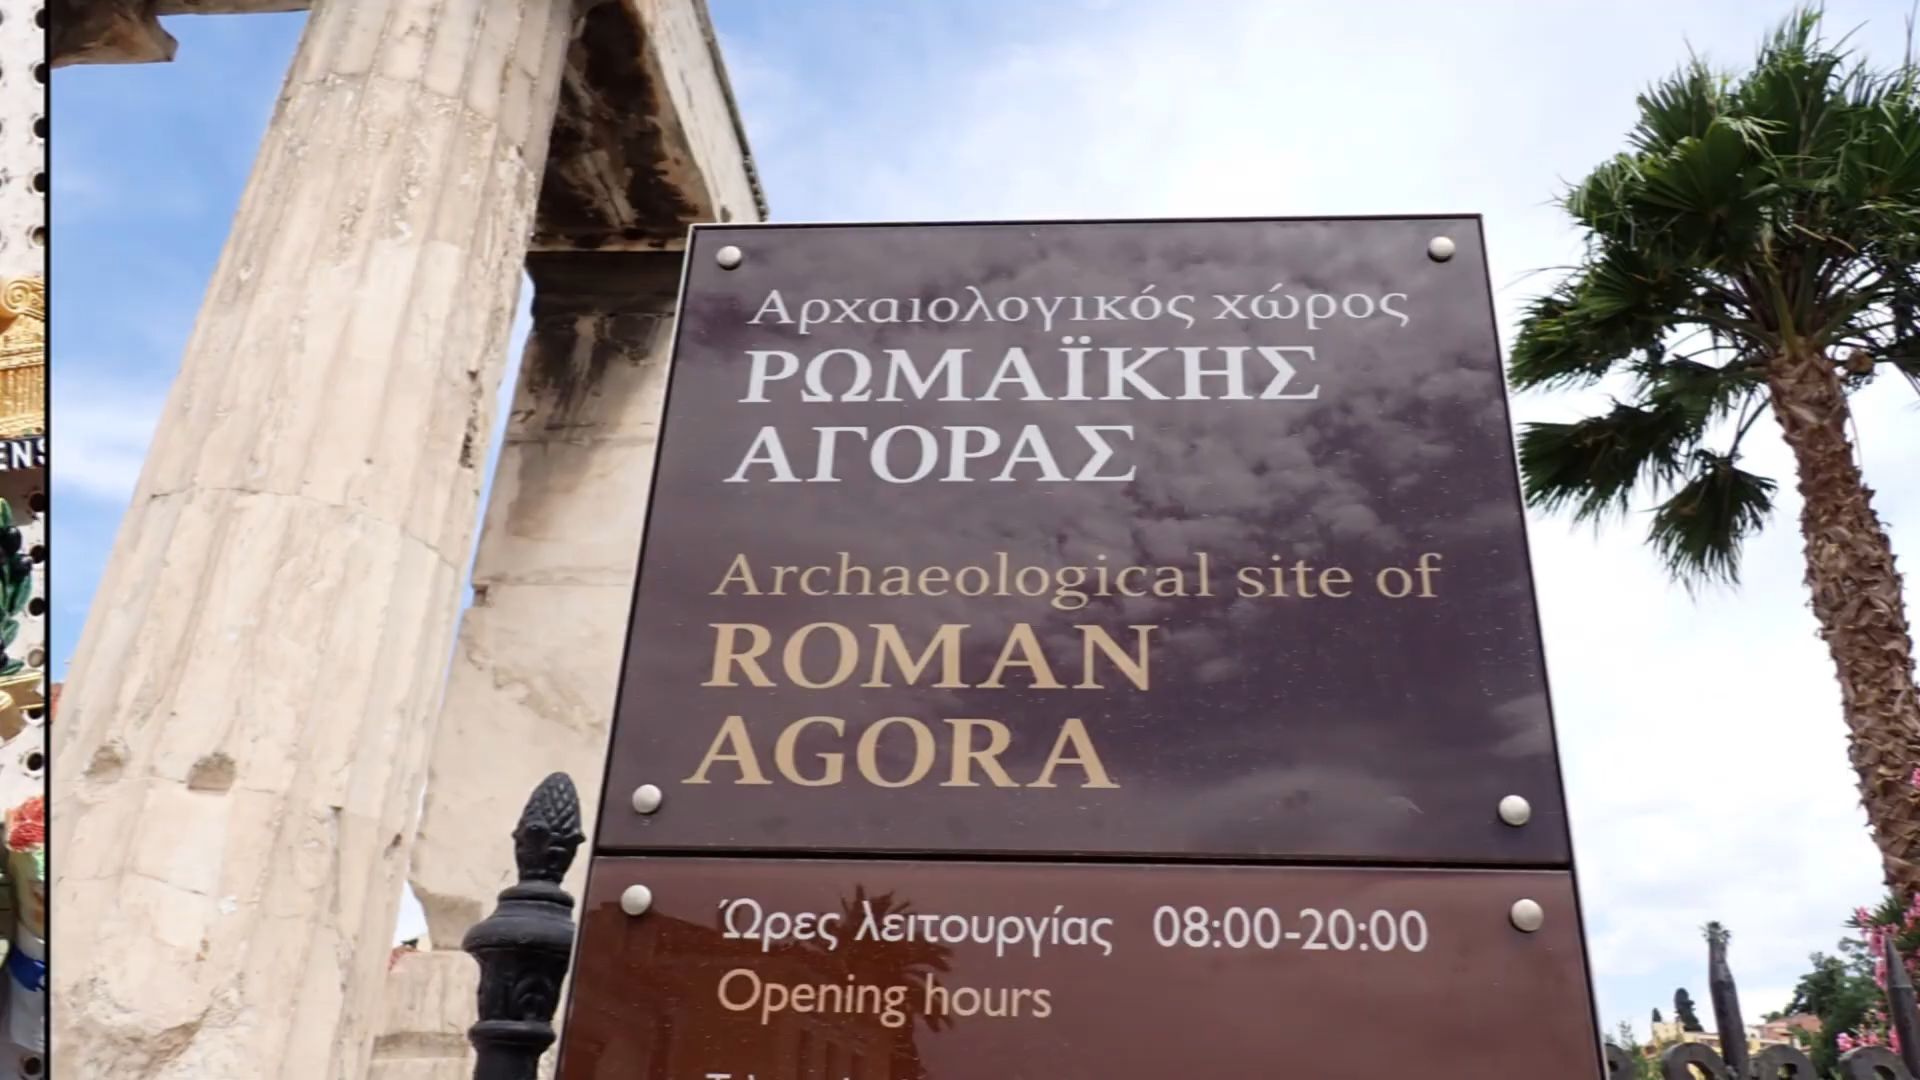 Αρχαιολογικός χώρος
ΡΩΜΑΪΚΗΣ
ΑΓΟΡΑΣ
Archaeological site of
ROMAN
AGORA
Ώρες λειτουργίας 08:00-20:00
Opening hours